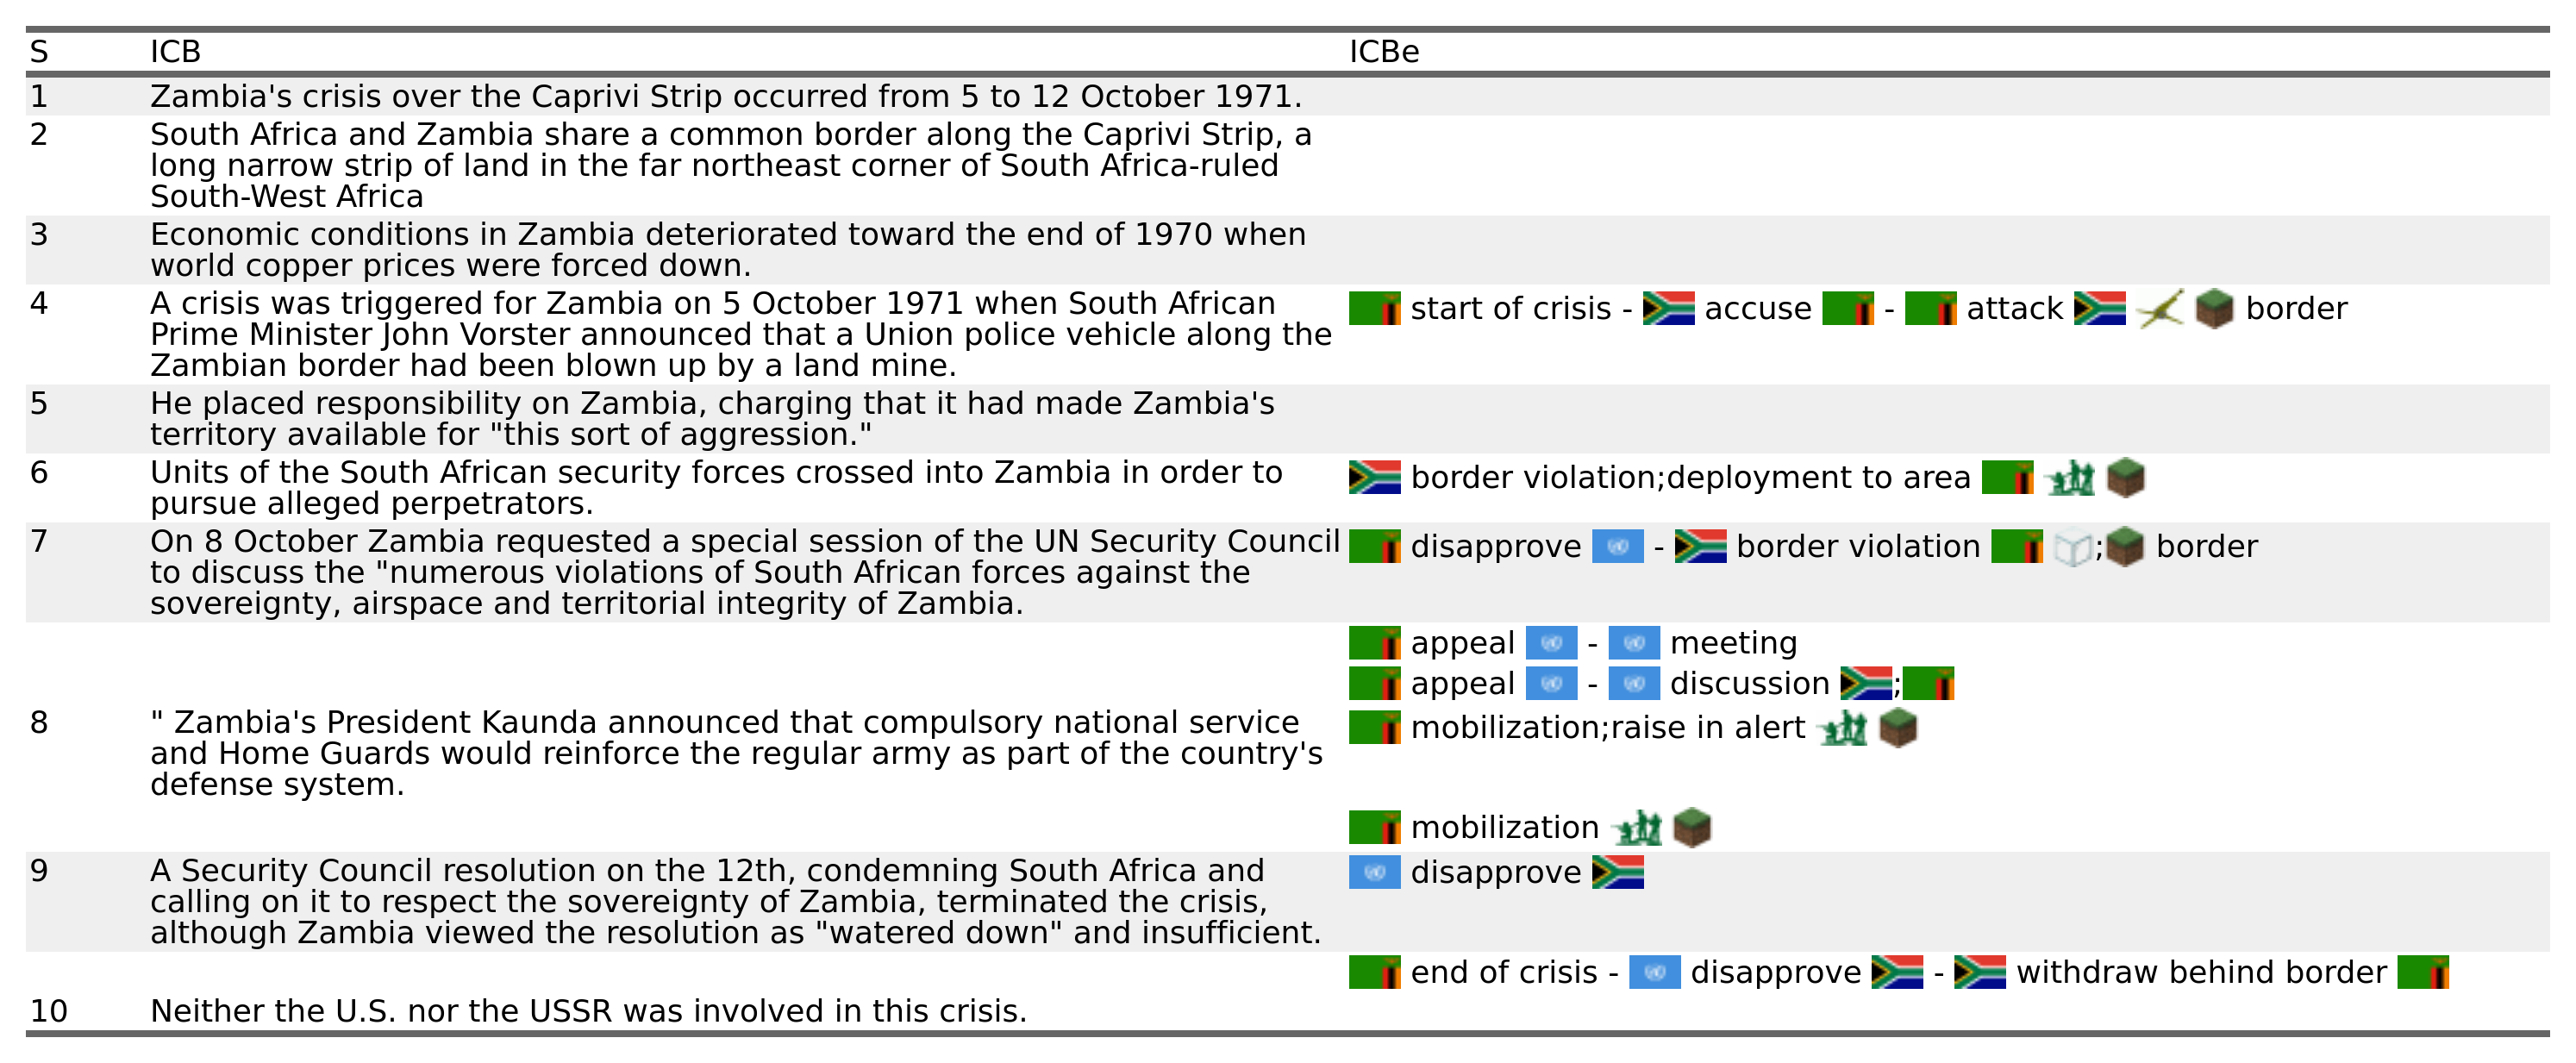 S ICB ICBe
1 Zambia's crisis over the Caprivi Strip occurred from 5 to 12 October 1971.
2 South Africa and Zambia share a common border along the Caprivi Strip, a
long narrow strip of land in the far northeast corner of South Africa-ruled
South-West Africa
3 Economic conditions in Zambia deteriorated toward the end of 1970 when
world copper prices were forced down.
4 A crisis was triggered for Zambia on 5 October 1971 when South African start of crisis - accuse - attack border
Prime Minister John Vorster announced that a Union police vehicle along the
Zambian border had been blown up by a land mine.
5 He placed responsibility on Zambia, charging that it had made Zambia's
territory available for "this sort of aggression."
6 Units of the South African security forces crossed into Zambia in order to border violation;deployment to area
pursue alleged perpetrators.
7 On 8 October Zambia requested a special session of the UN Security Council disapprove - border violation ; border
to discuss the "numerous violations of South African forces against the
sovereignty, airspace and territorial integrity of Zambia.
appeal - meeting
appeal - discussion ;
8 " Zambia's President Kaunda announced that compulsory national service mobilization;raise in alert
and Home Guards would reinforce the regular army as part of the country's
defense system.
mobilization
9 A Security Council resolution on the 12th, condemning South Africa and disapprove
calling on it to respect the sovereignty of Zambia, terminated the crisis,
although Zambia viewed the resolution as "watered down" and insufficient.
end of crisis - disapprove - withdraw behind border
10 Neither the U.S. nor the USSR was involved in this crisis.